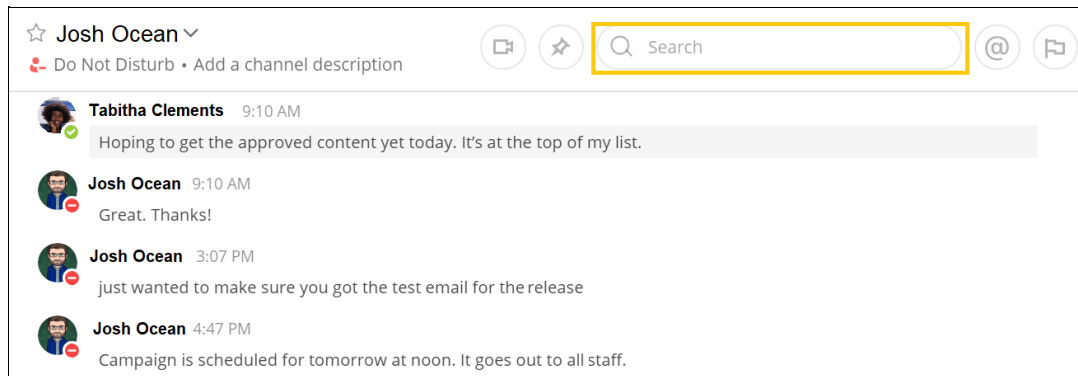 Josh Ocean
Do Not Disturb • Add a channel description
Search
@
Tabitha Clements 9:10 AM
Hoping to get the approved content yet today. It’s at the top of my list.
Josh Ocean 9:10 AM
Great. Thanks!
Josh Ocean 3:07 PM
just wanted to make sure you got the test email for the release
Josh Ocean 4:47 PM
Campaign is scheduled for tomorrow at noon. It goes out to all staff.